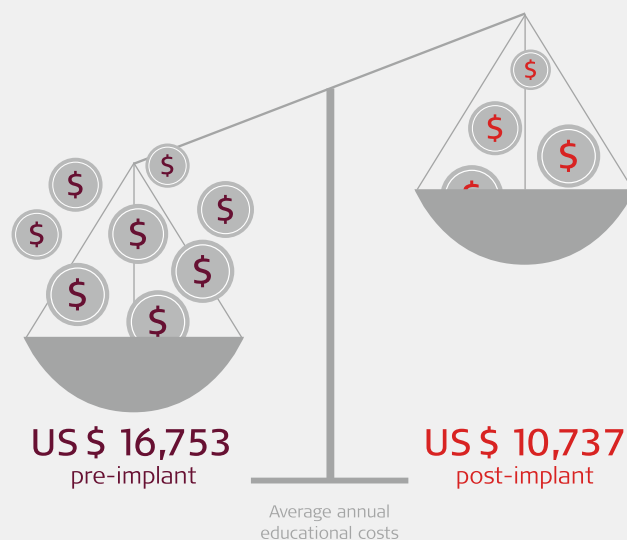 $
$
$
$
$
$
$
$
$
$
$
$
US $ 16,753
pre-implant
US $ 10,737
post-implant
Average annual
educational costs